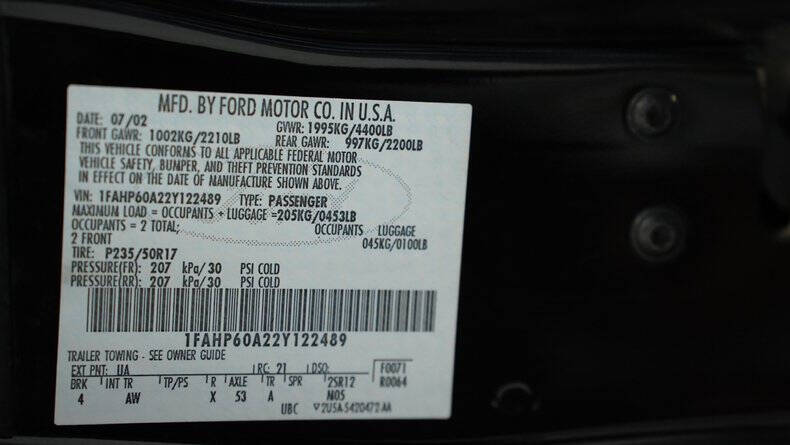 MFD. BY FORD MOTOR CO. IN U.S.A.
DATE: 07/02 GVWR: 1995KG/4400LB
FRONT GAWR: 1002KG/2210LB REAR GAWR: 997KG/2200LB
THIS VEHICLE CONFORMS TO ALL APPLICABLE FEDERAL MOTOR
VEHICLE SAFETY, BUMPER, AND THEFT PREVENTION STANDARDS
IN EFFECT ON THE DATE OF MANUFACTURE SHOWN ABOVE.
VIN: 1FAHP60A22Y122489 TYPE: PASSENGER
MAXIMUM LOAD = OCCUPANTS + LUGGAGE = 205KG/0453LB
OCCUPANTS = 2 TOTAL; OCCUPANTS LUGGAGE
2 FRONT 045KG/0100LB
TIRE: P235/50R17
PRESSURE(FR): 207 kPa/30 PSI COLD
PRESSURE(RR): 207 kPa/30 PSI COLD
1FAHP60A22Y122489
TRAILER TOWING - SEE OWNER GUIDE
EXT PNT: UA RC: 21 DSO: F0071
BRK INT TR TP/PS R AXLE TR SPR 2SR12 R0064
4 AW X 53 A M05
UBC ▽2U5A 5420472 AA